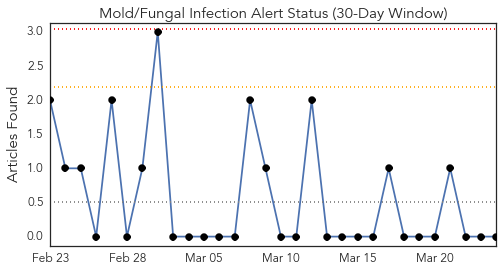 Mold/Fungal Infection Alert Status (30-Day Window)
Articles Found
3.0
2.5
2.0
1.5
1.0
0.5
0.0
Feb 23 Feb 28 Mar 05 Mar 10 Mar 15 Mar 20